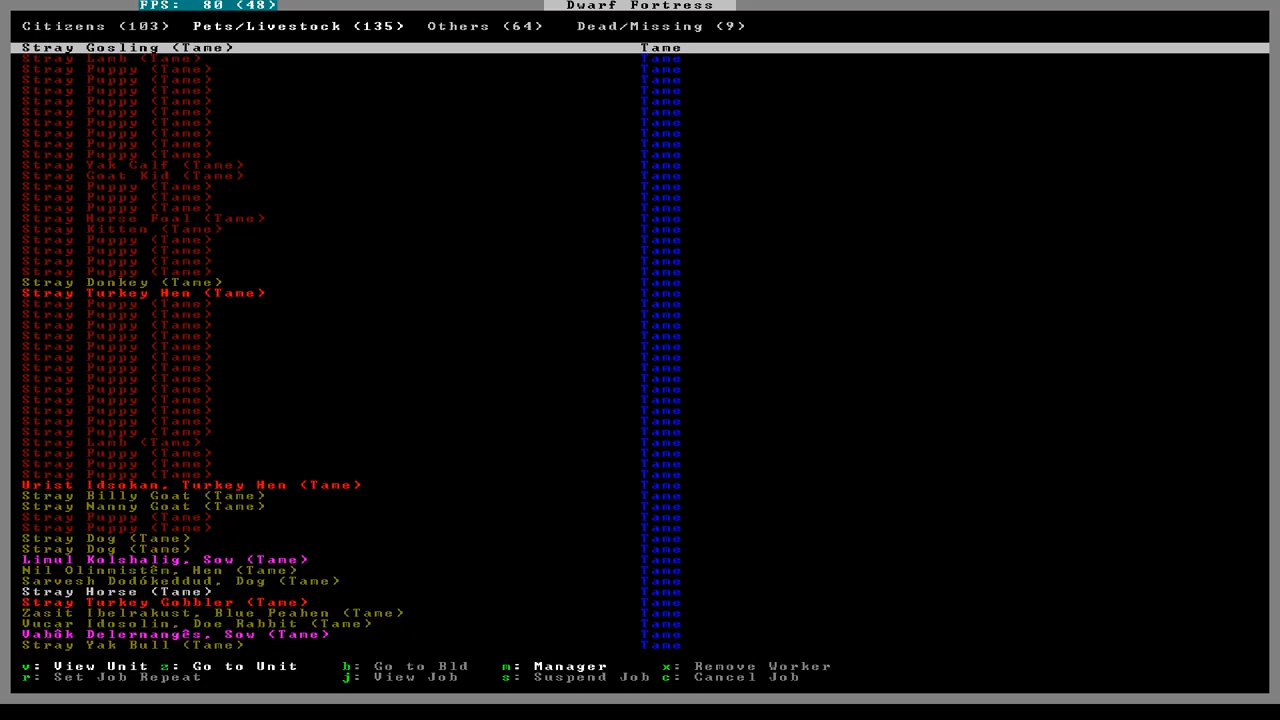 FPS: 80 (48) Dwarf Fortress
Citizens (103) Pets/Livestock (135) Others (64) Dead/Missing (9)
Stray Gosling (Tame) Tame
Stray Lamb (Tame) Tame
Stray Puppy (Tame) Tame
Stray Puppy (Tame) Tame
Stray Puppy (Tame) Tame
Stray Puppy (Tame) Tame
Stray Puppy (Tame) Tame
Stray Puppy (Tame) Tame
Stray Puppy (Tame) Tame
Stray Puppy (Tame) Tame
Stray Puppy (Tame) Tame
Stray Yak Calf (Tame) Tame
Stray Goat Kid (Tame) Tame
Stray Puppy (Tame) Tame
Stray Puppy (Tame) Tame
Stray Puppy (Tame) Tame
Stray Horse Foal (Tame) Tame
Stray Kitten (Tame) Tame
Stray Puppy (Tame) Tame
Stray Puppy (Tame) Tame
Stray Puppy (Tame) Tame
Stray Puppy (Tame) Tame
Stray Donkey (Tame) Tame
Stray Turkey Hen (Tame) Tame
Stray Puppy (Tame) Tame
Stray Puppy (Tame) Tame
Stray Puppy (Tame) Tame
Stray Puppy (Tame) Tame
Stray Puppy (Tame) Tame
Stray Puppy (Tame) Tame
Stray Puppy (Tame) Tame
Stray Puppy (Tame) Tame
Stray Puppy (Tame) Tame
Stray Puppy (Tame) Tame
Stray Puppy (Tame) Tame
Stray Puppy (Tame) Tame
Stray Puppy (Tame) Tame
Stray Lamb (Tame) Tame
Stray Puppy (Tame) Tame
Stray Puppy (Tame) Tame
Stray Puppy (Tame) Tame
Urist Idsokan, Turkey Hen (Tame) Tame
Stray Billy Goat (Tame) Tame
Stray Nanny Goat (Tame) Tame
Stray Puppy (Tame) Tame
Stray Puppy (Tame) Tame
Stray Dog (Tame) Tame
Stray Dog (Tame) Tame
Limul Kolshalig, Sow (Tame) Tame
Nil Olinmistêm, Hen (Tame) Tame
Sarvesh Dodókeddud, Dog (Tame) Tame
Stray Horse (Tame) Tame
Stray Turkey Gobbler (Tame) Tame
Zasit Ibelrakust, Blue Peahen (Tame) Tame
Vucar Idosolin, Doe Rabbit (Tame) Tame
Vabôk Delernangês, Sow (Tame) Tame
Stray Yak Bull (Tame) Tame
v: View Unit z: Go to Unit b: Go to Bld m: Manager x: Remove Worker
r: Set Job Repeat j: View Job s: Suspend Job c: Cancel Job